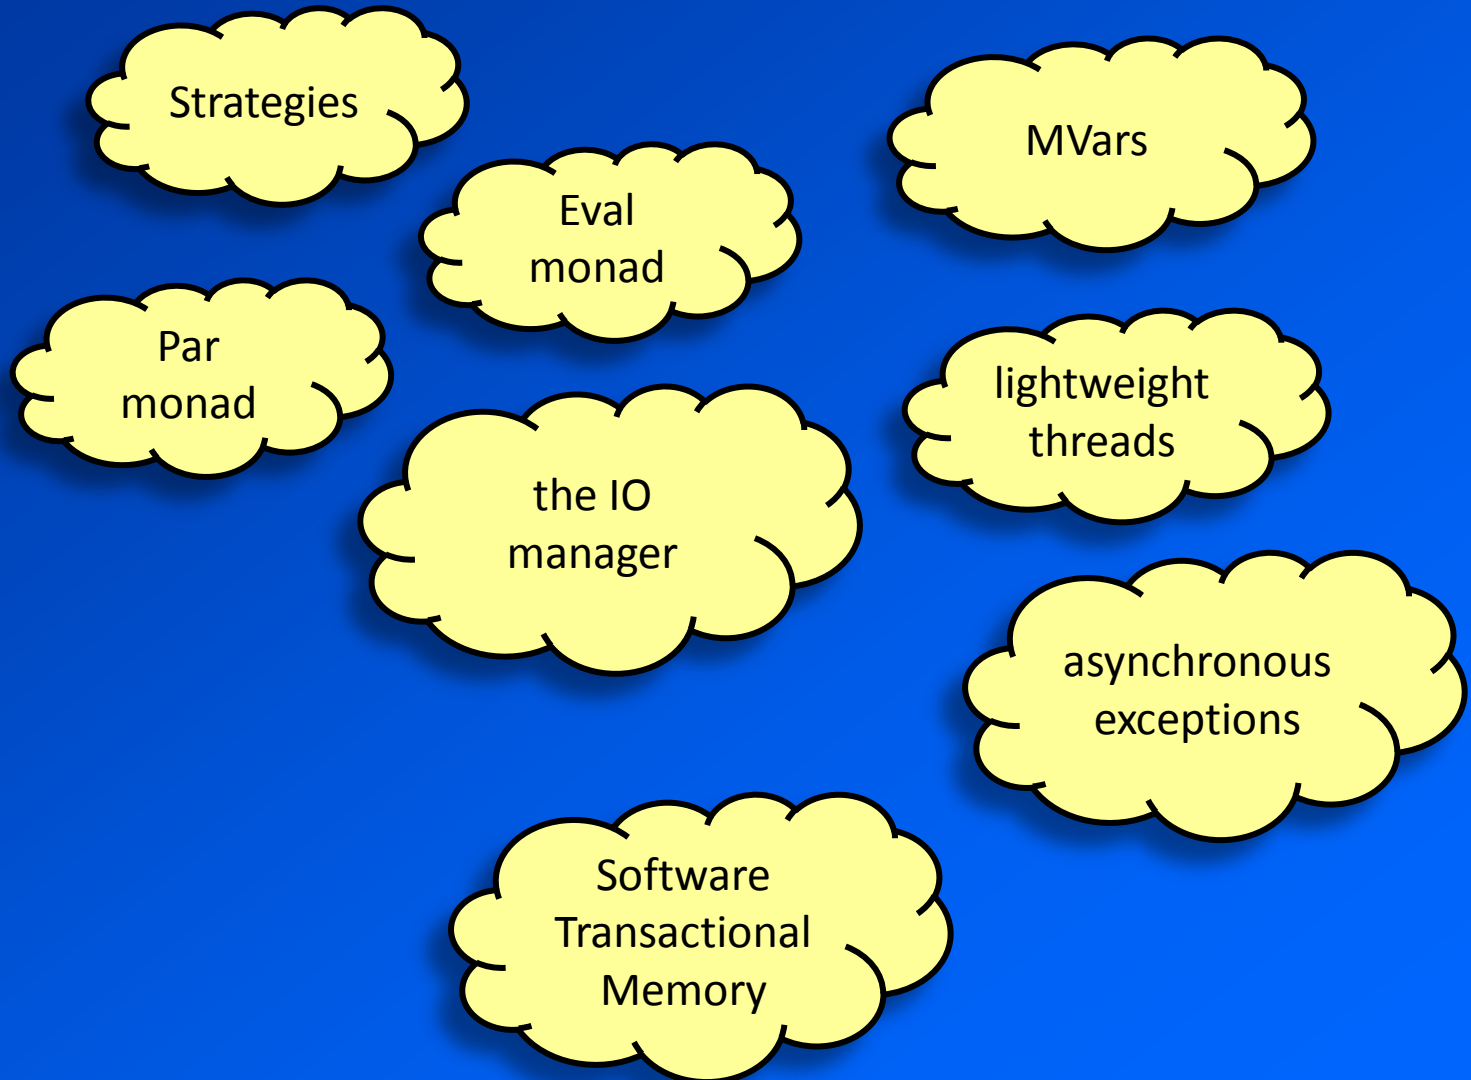 Strategies
MVars
Eval
monad
Par
monad
lightweight
threads
the IO
manager
asynchronous
exceptions
Software
Transactional
Memory